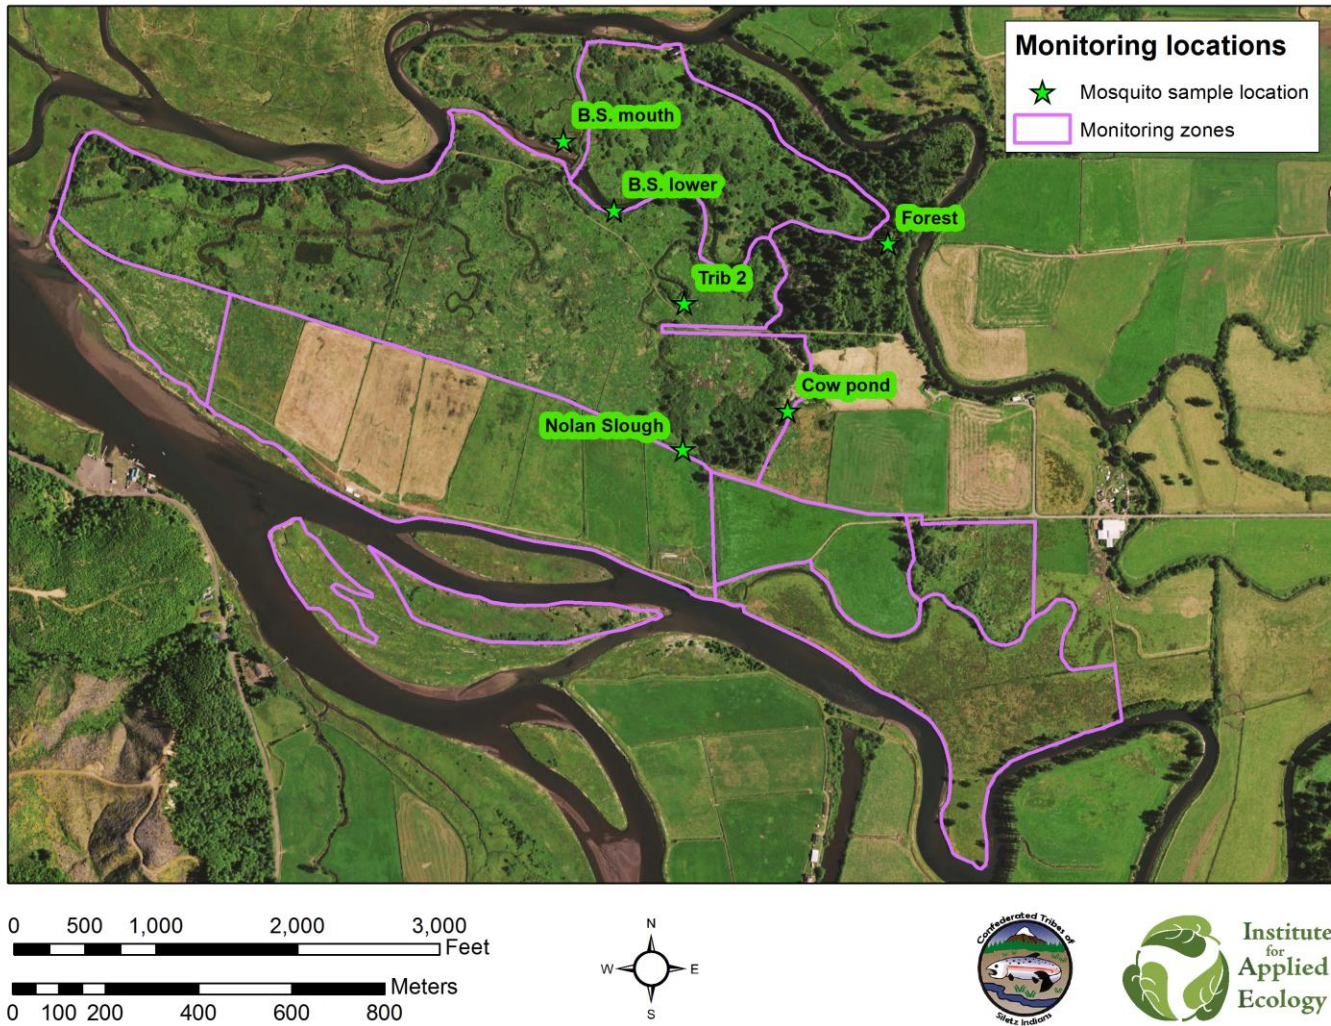 Monitoring locations
Mosquito sample location
Monitoring zones
B.S. mouth
B.S. lower
Forest
Trib 2
Cow pond
Nolan Slough
0 500 1,000 2,000 3,000
Feet
Meters
0 100 200 400 600 800
N
W E
S
Confederated Tribes of
Siletz Indians
Institute
for
Applied
Ecology